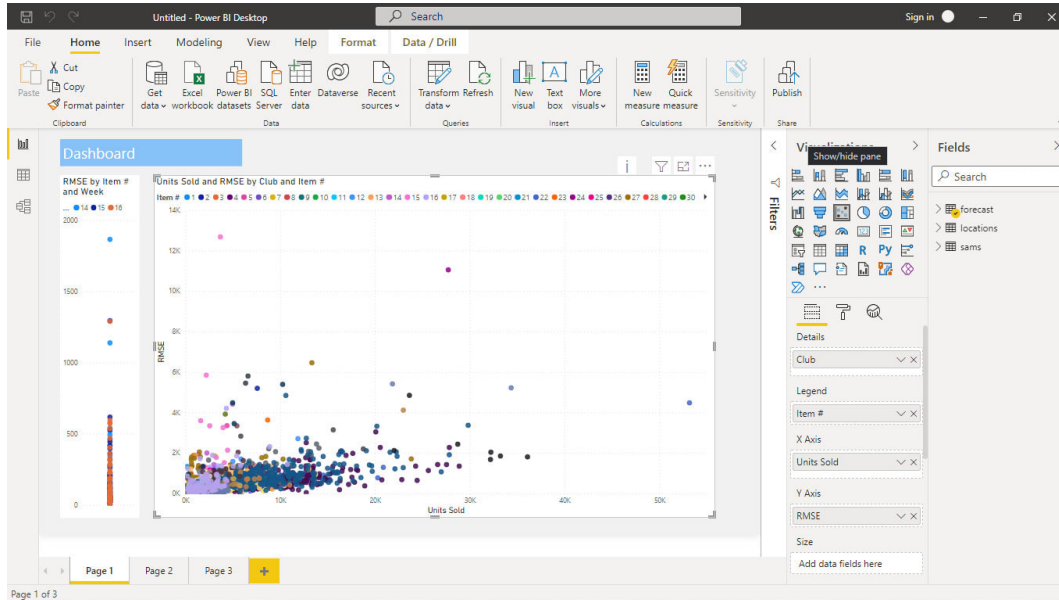 Untitled - Power BI Desktop
Search
Sign in
File Home Insert Modeling View Help Format Data / Drill
Paste
Cut
Copy
Format painter
Get data
Excel workbook
Power BI datasets
SQL Server
Enter data
Dataverse
Recent sources
Transform data
Refresh
New visual
Text box
More visuals
New measure
Quick measure
Sensitivity
Publish
Clipboard Data Queries Insert Calculations Sensitivity Share
Dashboard
RMSE by Item #
and Week
... 14 15 16
2000
1500
1000
500
0
Units Sold and RMSE by Club and Item #
Item # 1 2 3 4 5 6 7 8 9 10 11 12 13 14 15 16 17 18 19 20 21 22 23 24 25 26 27 28 29 30
14K
12K
10K
8K
6K
4K
2K
0K
RMSE
0K 10K 20K 30K 40K 50K
Units Sold
Filters
Show/hide pane
R Py
123
Details
Club
Legend
Item #
X Axis
Units Sold
Y Axis
RMSE
Size
Add data fields here
Fields
Search
forecast
locations
sams
Page 1 Page 2 Page 3 +
Page 1 of 3